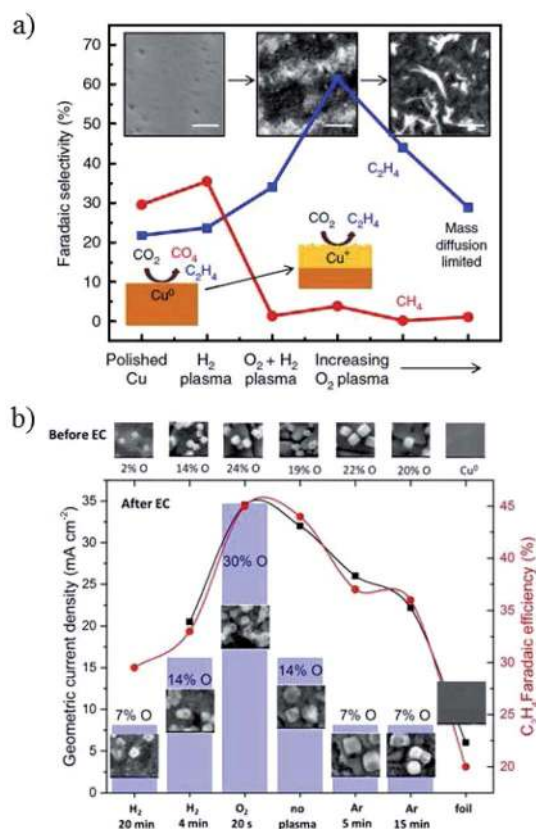 a)
70
60
50
40
30
20
10
0
Faradaic selectivity (%)
C₂H₄
Mass
diffusion
limited
CO₂ C₂H₄
Cu⁺
CO₂ CO₄
C₂H₄
Cu⁰
CH₄
Polished
Cu
H₂
plasma
O₂ + H₂
plasma
Increasing
O₂ plasma
b)
Before EC
2% O 14% O 24% O 19% O 22% O 20% O Cu⁰
After EC
35
30
25
20
15
10
5
0
Geometric current density (mA cm⁻²)
45
40
35
30
25
20
C₂H₄ Faradaic efficiency (%)
7% O
14% O
30% O
14% O
7% O
7% O
H₂
20 min
H₂
4 min
O₂
20 s
no
plasma
Ar
5 min
Ar
15 min
foil